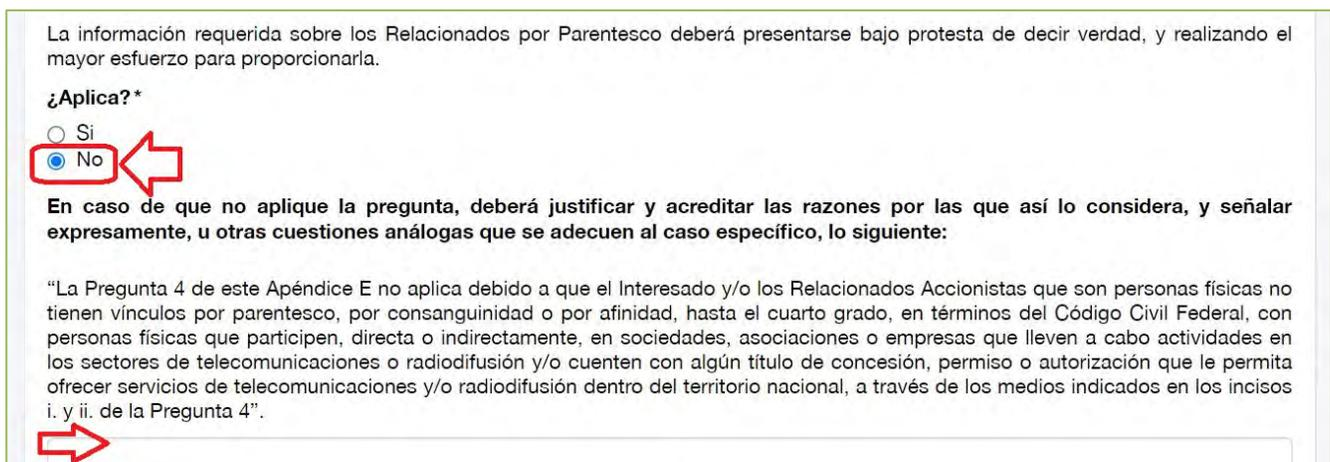 La información requerida sobre los Relacionados por Parentesco deberá presentarse bajo protesta de decir verdad, y realizando el
mayor esfuerzo para proporcionarla.
¿Aplica?*
Si
No
En caso de que no aplique la pregunta, deberá justificar y acreditar las razones por las que así lo considera, y señalar
expresamente, u otras cuestiones análogas que se adecuen al caso específico, lo siguiente:
“La Pregunta 4 de este Apéndice E no aplica debido a que el Interesado y/o los Relacionados Accionistas que son personas físicas no
tienen vínculos por parentesco, por consanguinidad o por afinidad, hasta el cuarto grado, en términos del Código Civil Federal, con
personas físicas que participen, directa o indirectamente, en sociedades, asociaciones o empresas que lleven a cabo actividades en
los sectores de telecomunicaciones o radiodifusión y/o cuenten con algún título de concesión, permiso o autorización que le permita
ofrecer servicios de telecomunicaciones y/o radiodifusión dentro del territorio nacional, a través de los medios indicados en los incisos
i. y ii. de la Pregunta 4”.